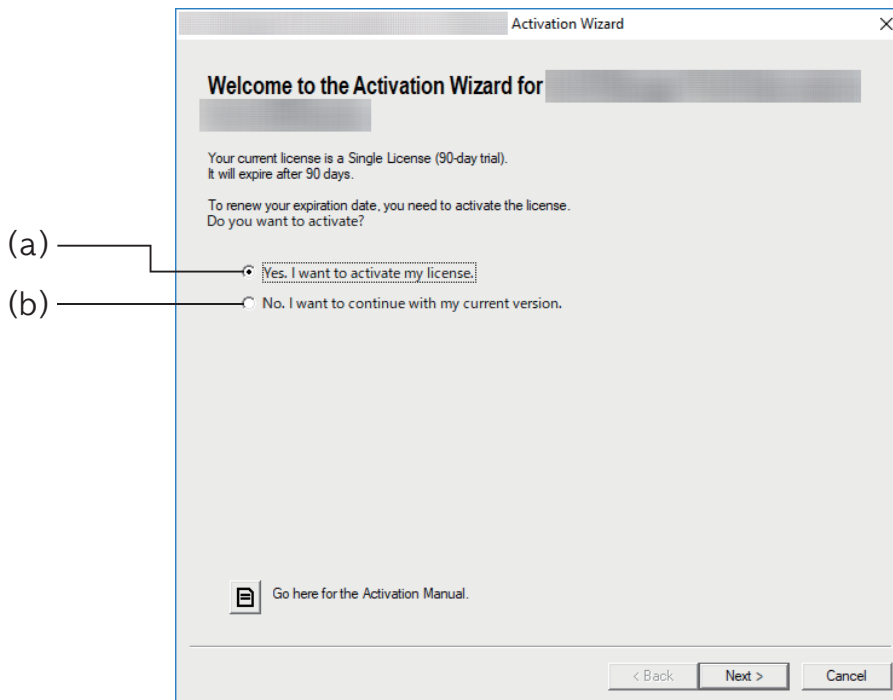 Activation Wizard
Welcome to the Activation Wizard for
Your current license is a Single License (90-day trial).
It will expire after 90 days.
To renew your expiration date, you need to activate the license.
Do you want to activate?
(a)
Yes. I want to activate my license.
(b)
No. I want to continue with my current version.
Go here for the Activation Manual.
< Back Next > Cancel